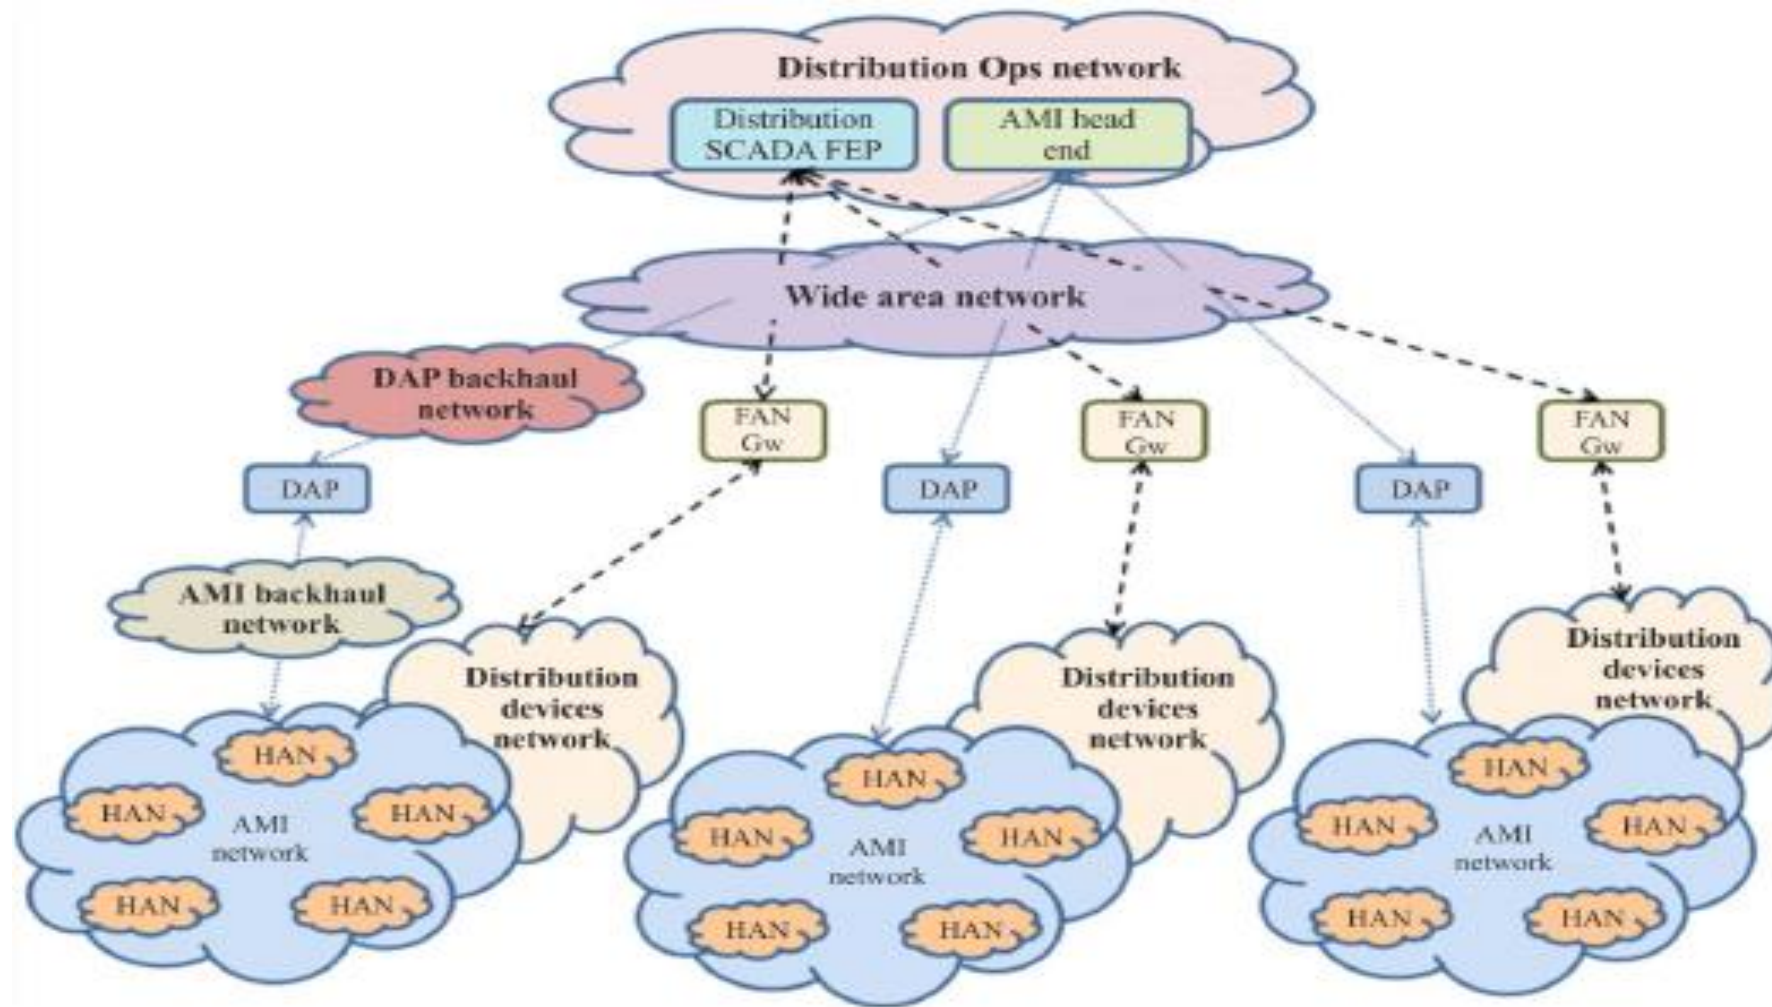 Distribution Ops network
Distribution
SCADA FEP
AMI head
end
Wide area network
DAP backhaul
network
FAN
Gw
FAN
Gw
FAN
Gw
DAP
DAP
DAP
AMI backhaul
network
Distribution
devices
network
Distribution
devices
network
Distribution
devices
network
HAN
HAN
HAN
AMI
network
HAN
HAN
HAN
HAN
HAN
AMI
network
HAN
HAN
HAN
HAN
HAN
AMI
network
HAN
HAN